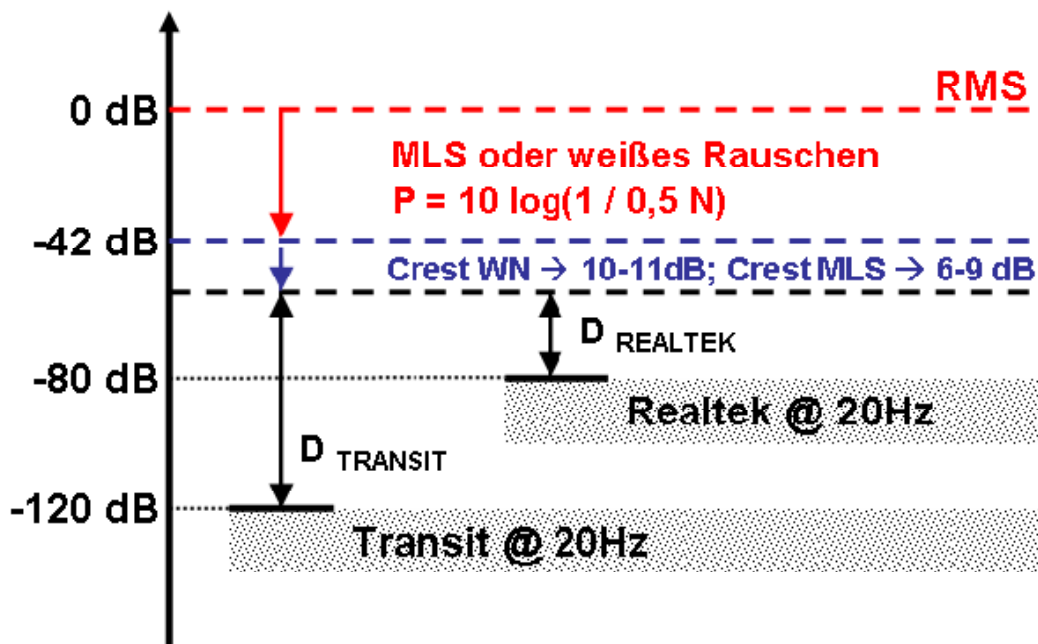 RMS
0 dB
MLS oder weißes Rauschen
P = 10 log(1 / 0,5 N)
-42 dB
Crest WN → 10-11dB; Crest MLS → 6-9 dB
D REALTEK
-80 dB
Realtek @ 20Hz
D TRANSIT
-120 dB
Transit @ 20Hz